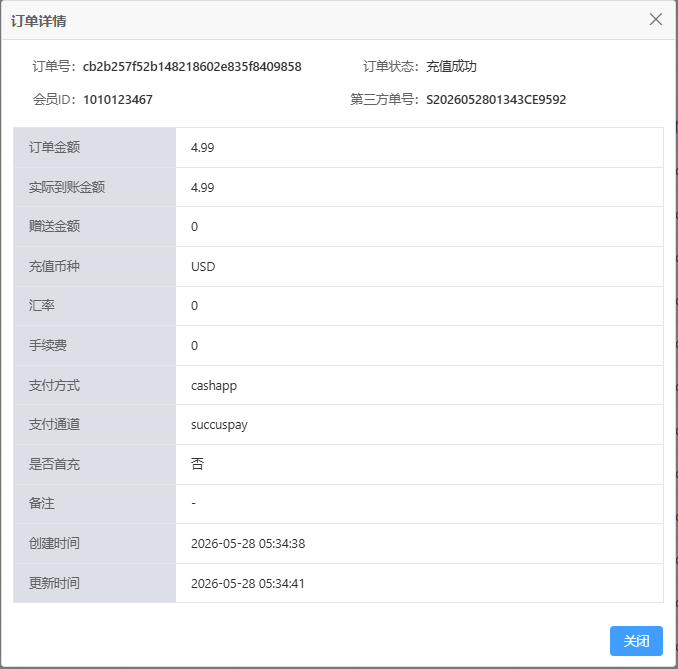 订单详情
订单号: cb2b257f52b148218602e835f8409858 订单状态: 充值成功
会员ID: 1010123467 第三方单号: S2026052801343CE9592
订单金额 4.99
实际到账金额 4.99
赠送金额 0
充值币种 USD
汇率 0
手续费 0
支付方式 cashapp
支付通道 succuspay
是否首充 否
备注 -
创建时间 2026-05-28 05:34:38
更新时间 2026-05-28 05:34:41
关闭